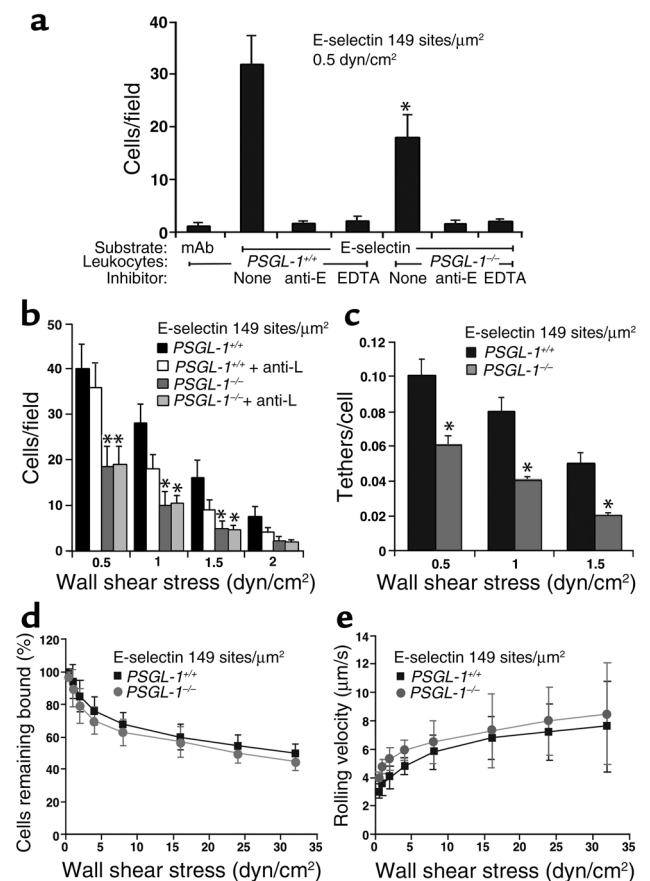 a
E-selectin 149 sites/μm²
0.5 dyn/cm²
Cells/field
40
30
20
10
0
*
Substrate: mAb E-selectin
Leukocytes: PSGL-1+/+ PSGL-1–/–
Inhibitor: None anti-E EDTA None anti-E EDTA
b
E-selectin 149 sites/μm²
PSGL-1+/+
PSGL-1+/+ + anti-L
PSGL-1–/–
PSGL-1–/–+ anti-L
Cells/field
50
40
30
20
10
0
**
* *
* *
0.5 1 1.5 2
Wall shear stress (dyn/cm²)
c
E-selectin 149 sites/μm²
PSGL-1+/+
PSGL-1–/–
Tethers/cell
0.12
0.10
0.08
0.06
0.04
0.02
0.00
*
*
*
0.5 1 1.5
Wall shear stress (dyn/cm²)
d
E-selectin 149 sites/μm²
PSGL-1+/+
PSGL-1–/–
Cells remaining bound (%)
120
100
80
60
40
20
0
0 5 10 15 20 25 30 35
Wall shear stress (dyn/cm²)
e
E-selectin 149 sites/μm²
PSGL-1+/+
PSGL-1–/–
Rolling velocity (μm/s)
14
12
10
8
6
4
2
0
0 5 10 15 20 25 30 35
Wall shear stress (dyn/cm²)